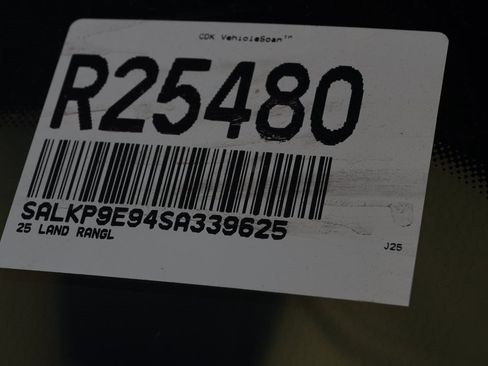 CDK VehicleScan™
R25480
SALKP9E94SA339625
25 LAND RANGL
J25